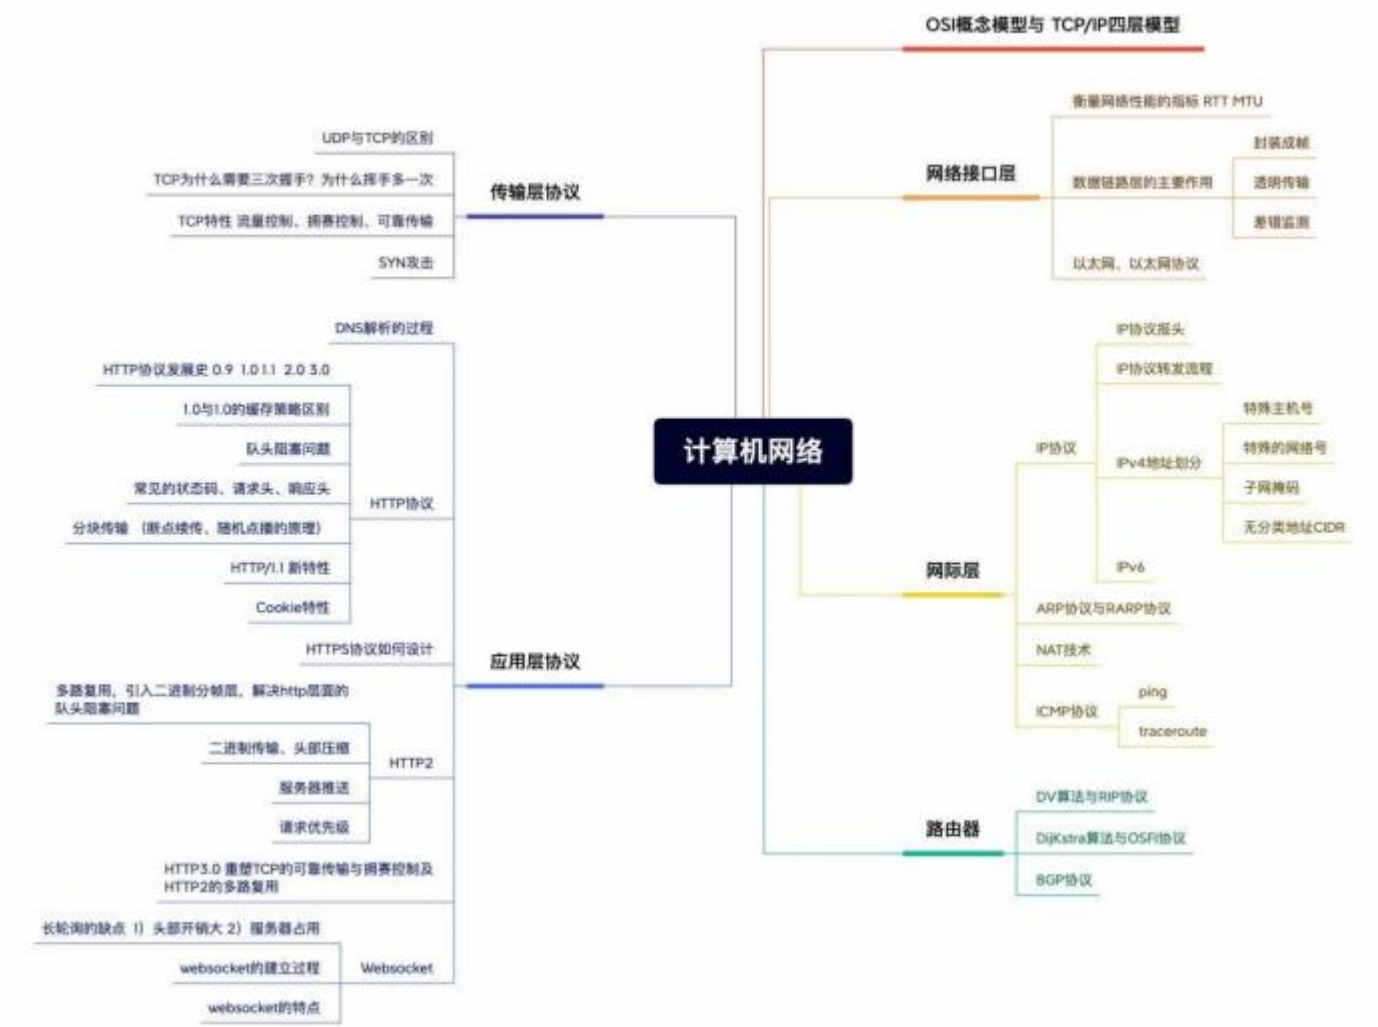 计算机网络
OSI概念模型与 TCP/IP四层模型
网络接口层
衡量网络性能的指标 RTT MTU
数据链路层的主要作用
封装成帧
透明传输
差错监测
以太网、以太网协议
网际层
IP协议
IP协议报头
IP协议转发流程
IPv4地址划分
特殊主机号
特殊的网络号
子网掩码
无分类地址CIDR
IPv6
ARP协议与RARP协议
NAT技术
ICMP协议
ping
traceroute
路由器
DV算法与RIP协议
DijKstra算法与OSFI协议
BGP协议
传输层协议
UDP与TCP的区别
TCP为什么需要三次握手？为什么挥手多一次
TCP特性 流量控制、拥塞控制、可靠传输
SYN攻击
应用层协议
DNS解析的过程
HTTP协议
HTTP协议发展史 0.9 1.0 1.1 2.0 3.0
1.0与1.0的缓存策略区别
队头阻塞问题
常见的状态码、请求头、响应头
分块传输 （断点续传、随机点播的原理）
HTTP/1.1 新特性
Cookie特性
HTTPS协议如何设计
HTTP2
多路复用，引入二进制分帧层，解决http层面的
队头阻塞问题
二进制传输、头部压缩
服务器推送
请求优先级
HTTP3.0 重塑TCP的可靠传输与拥塞控制及
HTTP2的多路复用
Websocket
长轮询的缺点 1）头部开销大 2）服务器占用
websocket的建立过程
websocket的特点